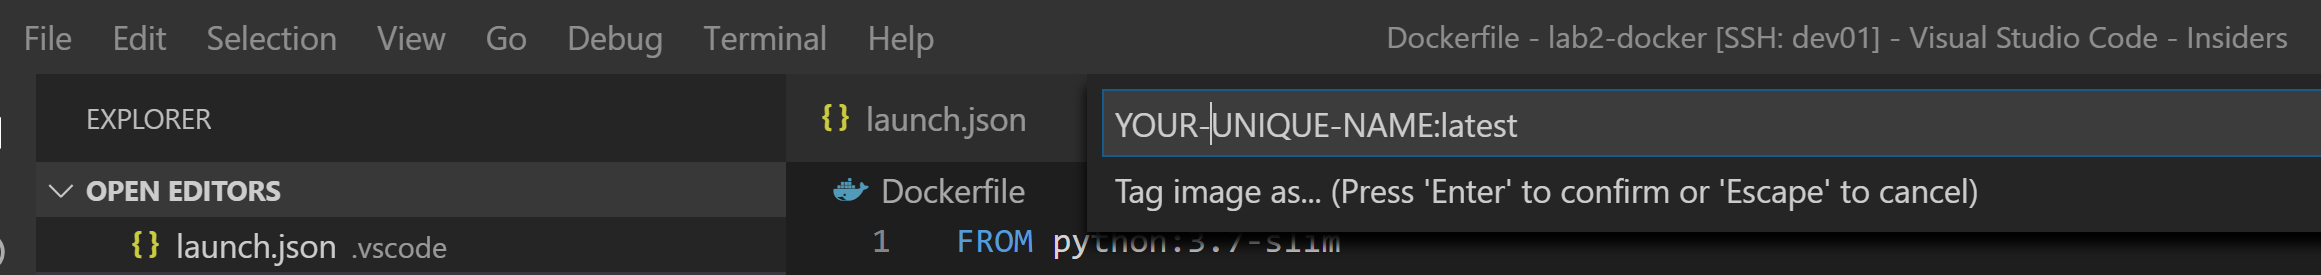 File Edit Selection View Go Debug Terminal Help Dockerfile - lab2-docker [SSH: dev01] - Visual Studio Code - Insiders
EXPLORER
OPEN EDITORS
{} launch.json .vscode
{} launch.json
YOUR-UNIQUE-NAME:latest
Tag image as... (Press 'Enter' to confirm or 'Escape' to cancel)
Dockerfile
1 FROM python:3.7-slim